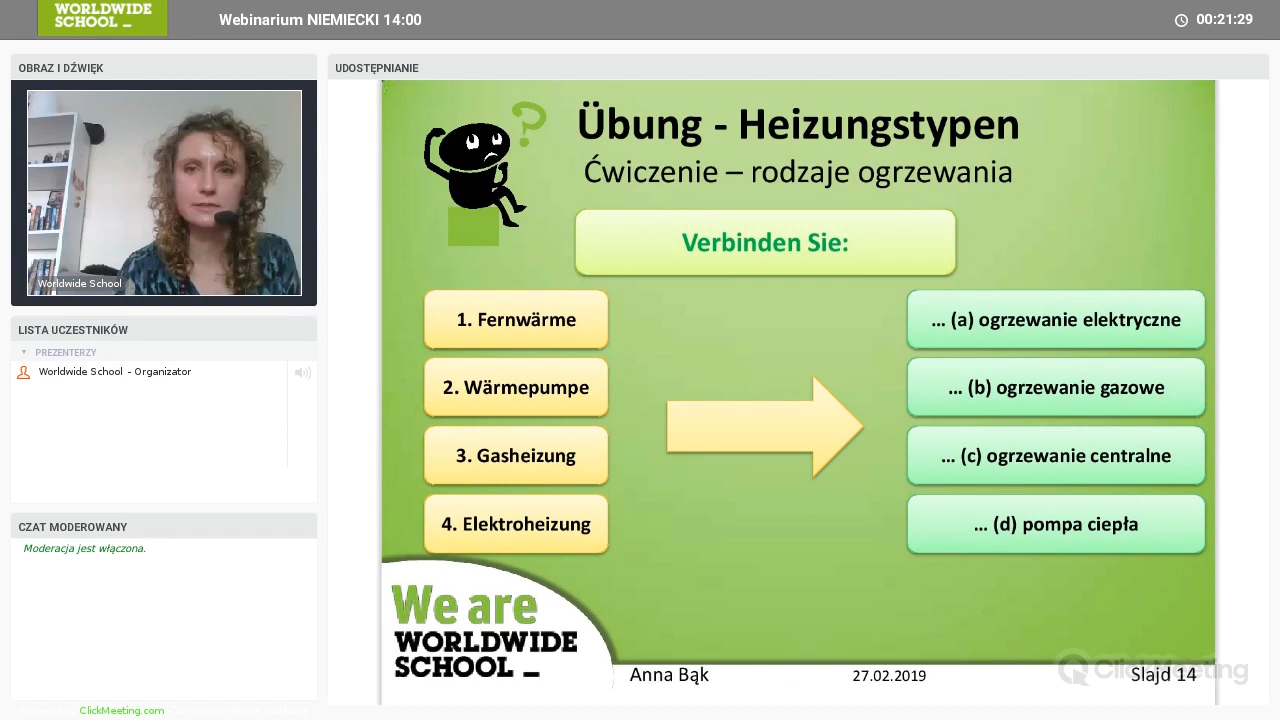 WORLDWIDE
SCHOOL _
Webinarium NIEMIECKI 14:00
00:21:29
OBRAZ I DŹWIĘK
Worldwide School
LISTA UCZESTNIKÓW
PREZENTERZY
Worldwide School - Organizator
CZAT MODEROWANY
Moderacja jest włączona.
ClickMeeting.com
UDOSTĘPNIANIE
?
Übung - Heizungstypen
Ćwiczenie – rodzaje ogrzewania
Verbinden Sie:
1. Fernwärme
... (a) ogrzewanie elektryczne
2. Wärmepumpe
... (b) ogrzewanie gazowe
3. Gasheizung
... (c) ogrzewanie centralne
4. Elektroheizung
... (d) pompa ciepła
We are
WORLDWIDE
SCHOOL _
Anna Bąk
27.02.2019
Slajd 14
ClickMeeting